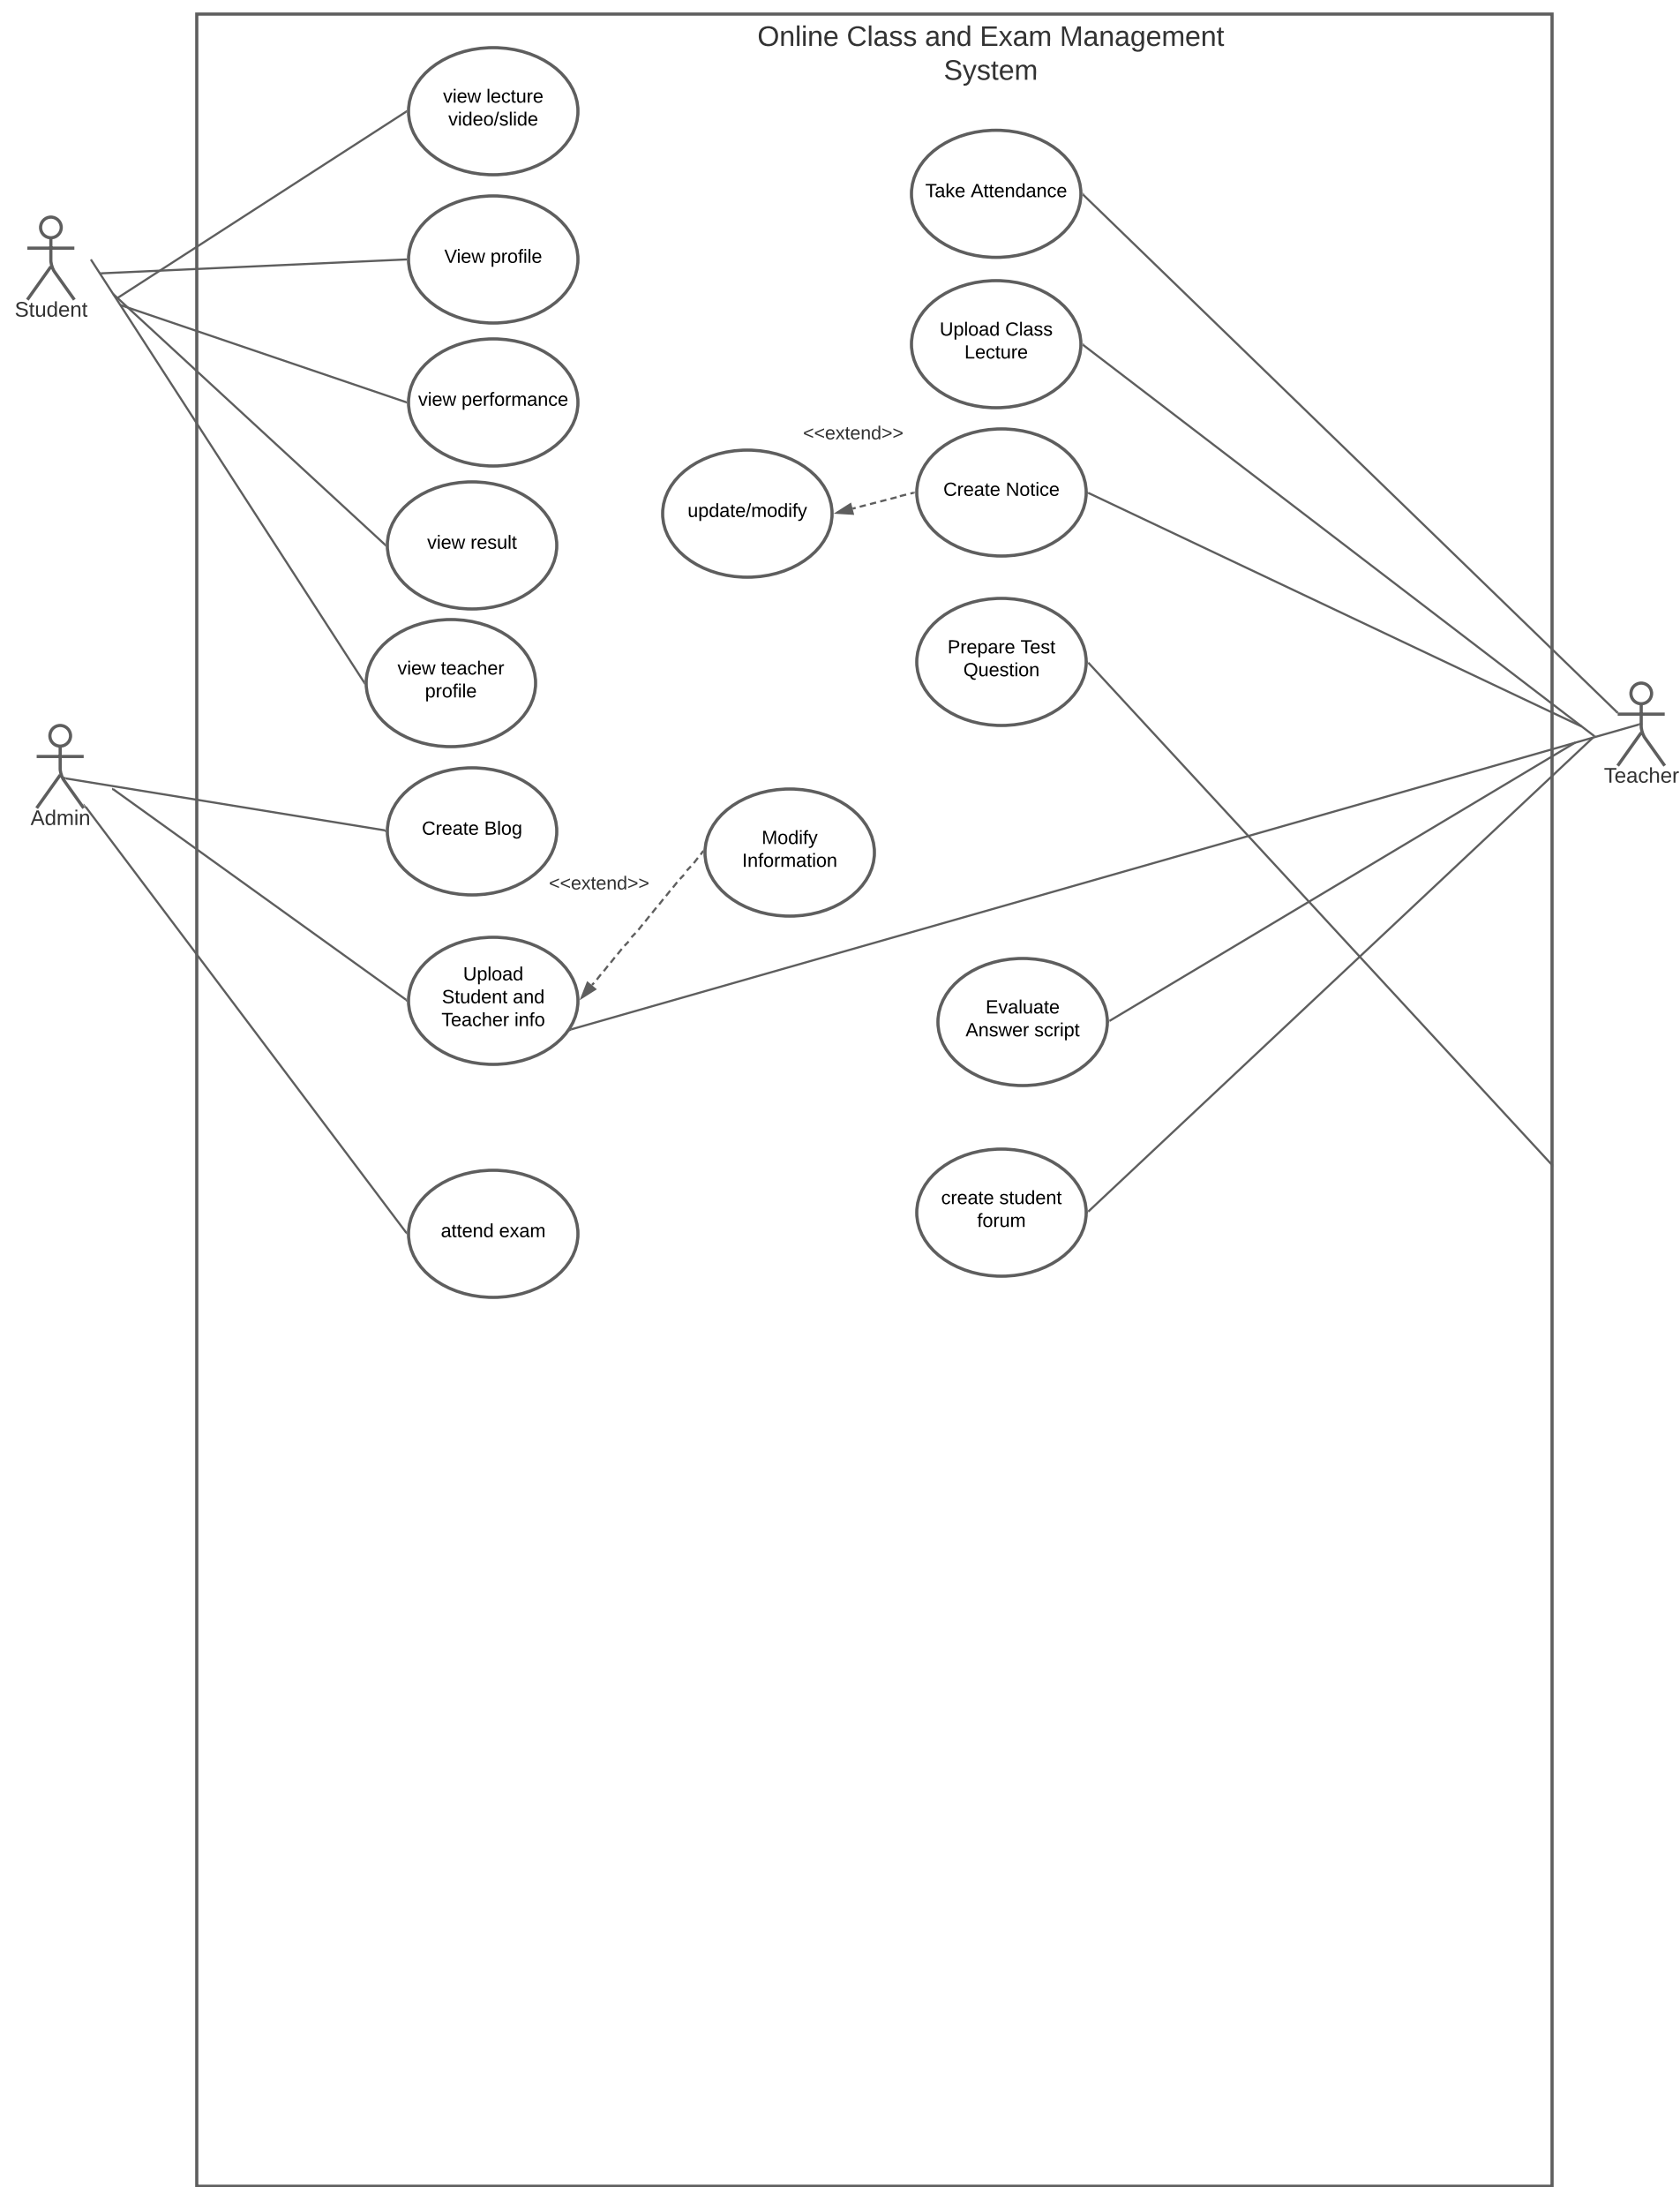 Online Class and Exam Management
System
view lecture
video/slide
Take Attendance
View profile
Student
Upload Class
Lecture
view performance
<<extend>>
Create Notice
update/modify
view result
Prepare Test
Question
view teacher
profile
Teacher
Admin
Create Blog
Modify
Information
<<extend>>
Upload
Student and
Teacher info
Evaluate
Answer script
create student
forum
attend exam